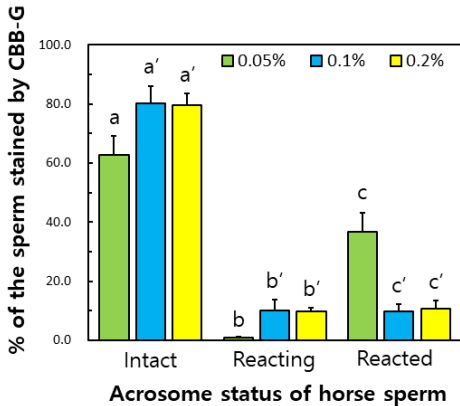 % of the sperm stained by CBB-G
100.0
80.0
60.0
40.0
20.0
0.0
0.05% 0.1% 0.2%
a a′ a′
b b′ b′
c c′ c′
Intact Reacting Reacted
Acrosome status of horse sperm